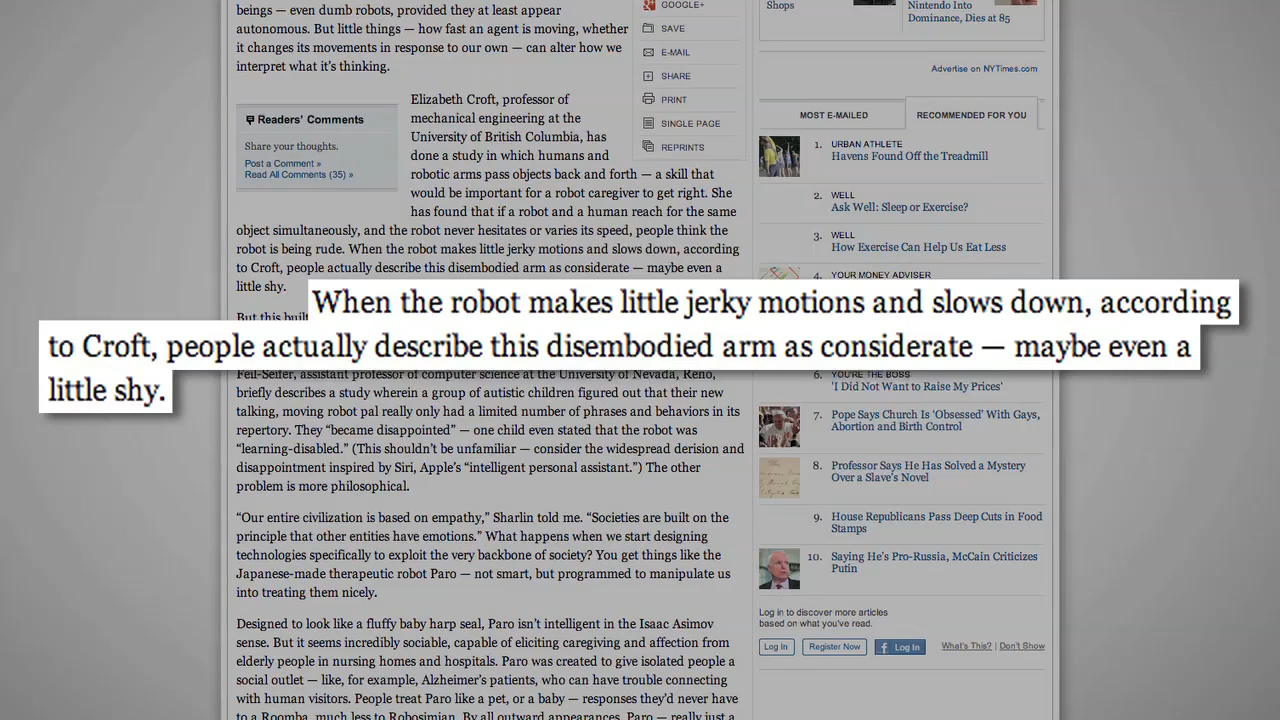 beings — even dumb robots, provided they at least appear
autonomous. But little things — how fast an agent is moving, whether
it changes its movements in response to our own — can alter how we
interpret what it's thinking.
Readers' Comments
Share your thoughts.
Post a Comment »
Read All Comments (35) »
Elizabeth Croft, professor of
mechanical engineering at the
University of British Columbia, has
done a study in which humans and
robotic arms pass objects back and forth — a skill that
would be important for a robot caregiver to get right. She
has found that if a robot and a human reach for the same
object simultaneously, and the robot never hesitates or varies its speed, people think the
robot is being rude. When the robot makes little jerky motions and slows down, according
to Croft, people actually describe this disembodied arm as considerate — maybe even a
little shy.
But this built
When the robot makes little jerky motions and slows down, according
to Croft, people actually describe this disembodied arm as considerate — maybe even a
little shy.
Feil-Seifer, assistant professor of computer science at the University of Nevada, Reno,
briefly describes a study wherein a group of autistic children figured out that their new
talking, moving robot pal really only had a limited number of phrases and behaviors in its
repertory. They “became disappointed” — one child even stated that the robot was
“learning-disabled.” (This shouldn't be unfamiliar — consider the widespread derision and
disappointment inspired by Siri, Apple's “intelligent personal assistant.”) The other
problem is more philosophical.
“Our entire civilization is based on empathy,” Sharlin told me. “Societies are built on the
principle that other entities have emotions.” What happens when we start designing
technologies specifically to exploit the very backbone of society? You get things like the
Japanese-made therapeutic robot Paro — not smart, but programmed to manipulate us
into treating them nicely.
Designed to look like a fluffy baby harp seal, Paro isn't intelligent in the Isaac Asimov
sense. But it seems incredibly sociable, capable of eliciting caregiving and affection from
elderly people in nursing homes and hospitals. Paro was created to give isolated people a
social outlet — like, for example, Alzheimer's patients, who can have trouble connecting
with human visitors. People treat Paro like a pet, or a baby — responses they'd never have
to a Roomba, much less to Robosimian. By all outward appearances, Paro — really just a
GOOGLE+
SAVE
E-MAIL
SHARE
PRINT
SINGLE PAGE
REPRINTS
Shops
Nintendo Into
Dominance, Dies at 85
Advertise on NYTimes.com
MOST E-MAILED
RECOMMENDED FOR YOU
1. URBAN ATHLETE
Havens Found Off the Treadmill
2. WELL
Ask Well: Sleep or Exercise?
3. WELL
How Exercise Can Help Us Eat Less
4. YOUR MONEY ADVISER
6. YOU'RE THE BOSS
'I Did Not Want to Raise My Prices'
7. Pope Says Church Is 'Obsessed' With Gays,
Abortion and Birth Control
8. Professor Says He Has Solved a Mystery
Over a Slave's Novel
9. House Republicans Pass Deep Cuts in Food
Stamps
10. Saying He's Pro-Russia, McCain Criticizes
Putin
Log in to discover more articles
based on what you've read.
Log In
Register Now
f Log In
What's This? | Don't Show